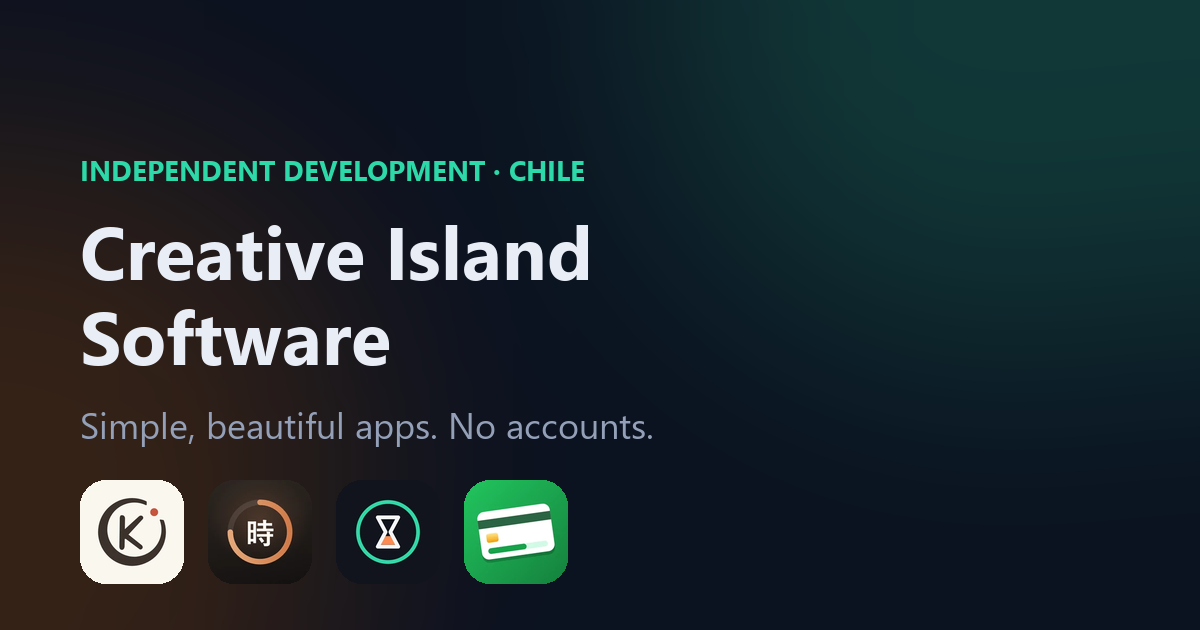 INDEPENDENT DEVELOPMENT · CHILE
Creative Island
Software
Simple, beautiful apps. No accounts.
K
時